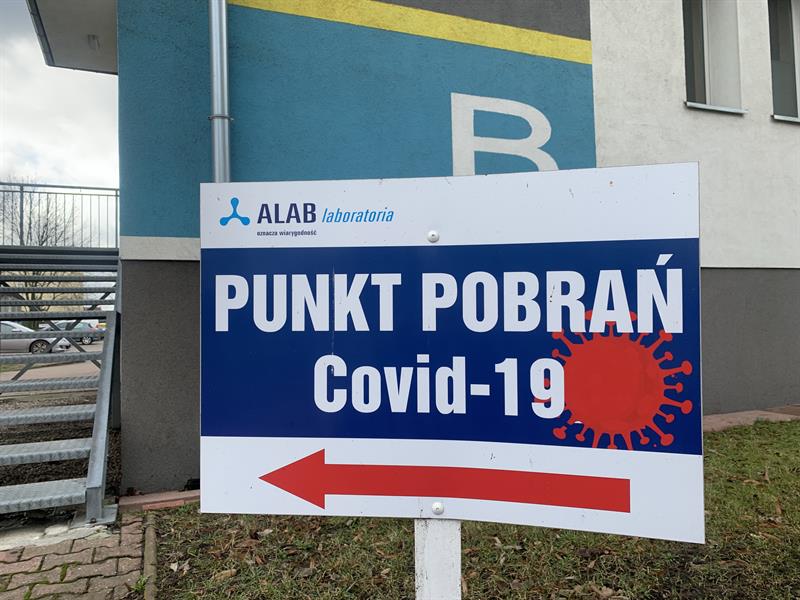 B
ALAB laboratoria
oznacza wiarygodność
PUNKT POBRAŃ
Covid-19